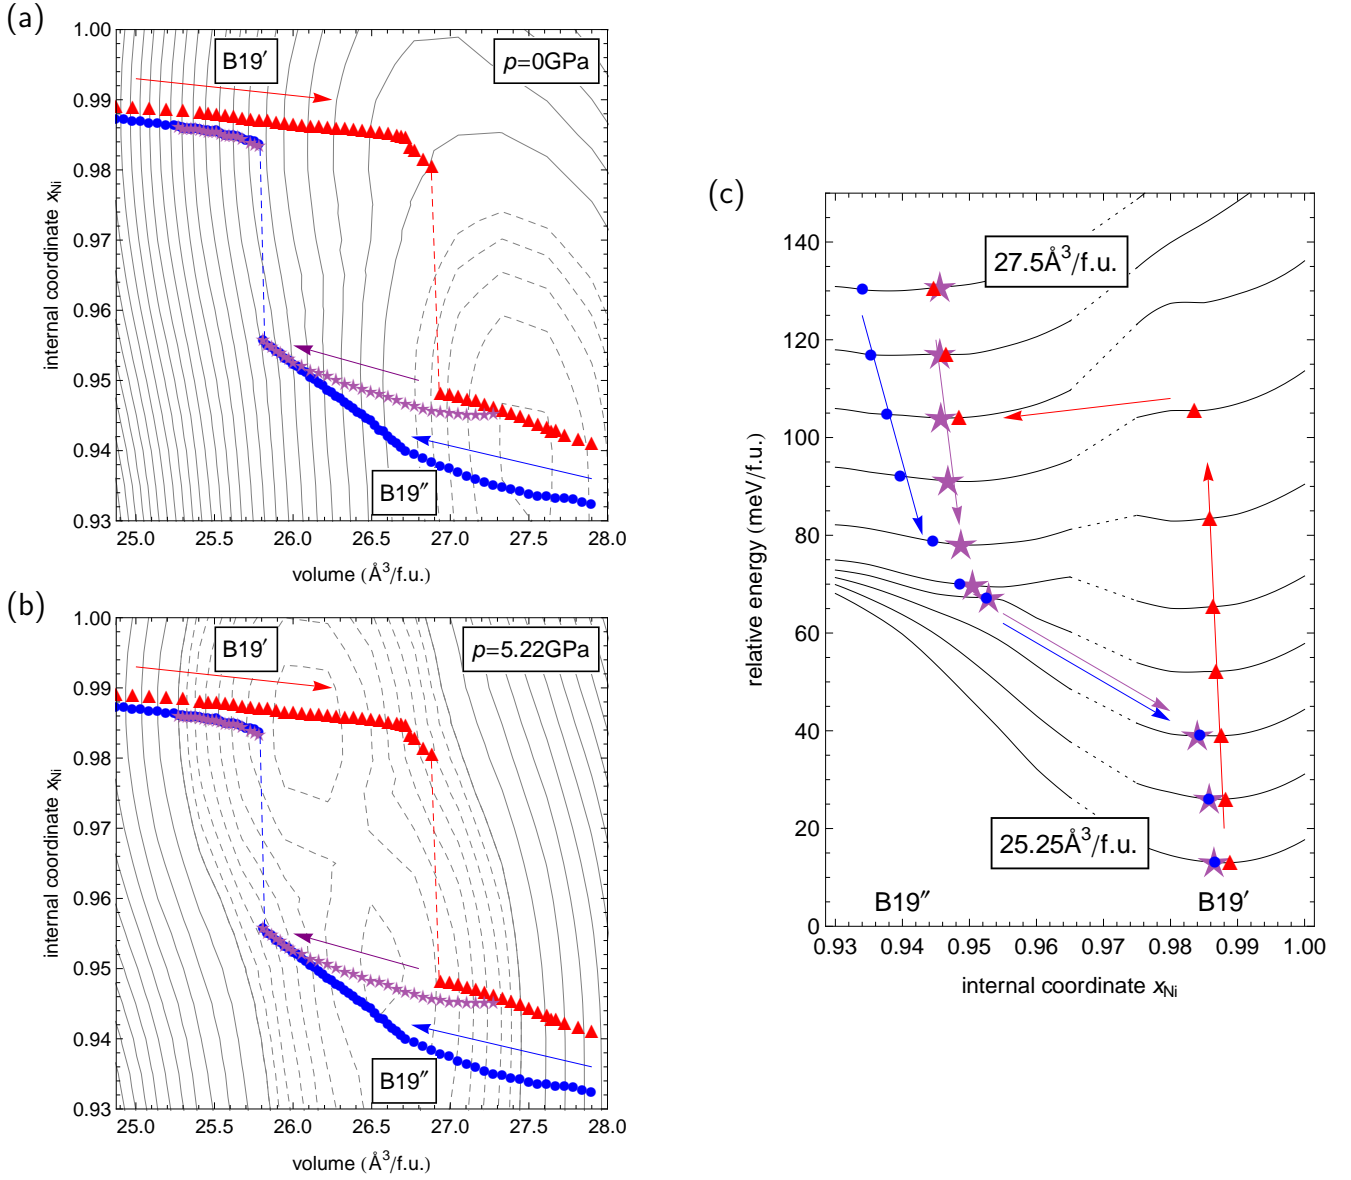 (a)
1.00
0.99
0.98
0.97
0.96
0.95
0.94
0.93
internal coordinate xNi
B19′
p=0GPa
B19″
25.0 25.5 26.0 26.5 27.0 27.5 28.0
volume (Å3/f.u.)
(b)
1.00
0.99
0.98
0.97
0.96
0.95
0.94
0.93
internal coordinate xNi
B19′
p=5.22GPa
B19″
25.0 25.5 26.0 26.5 27.0 27.5 28.0
volume (Å3/f.u.)
(c)
140
120
100
80
60
40
20
0
relative energy (meV/f.u.)
27.5Å3/f.u.
25.25Å3/f.u.
B19″ B19′
0.93 0.94 0.95 0.96 0.97 0.98 0.99 1.00
internal coordinate xNi